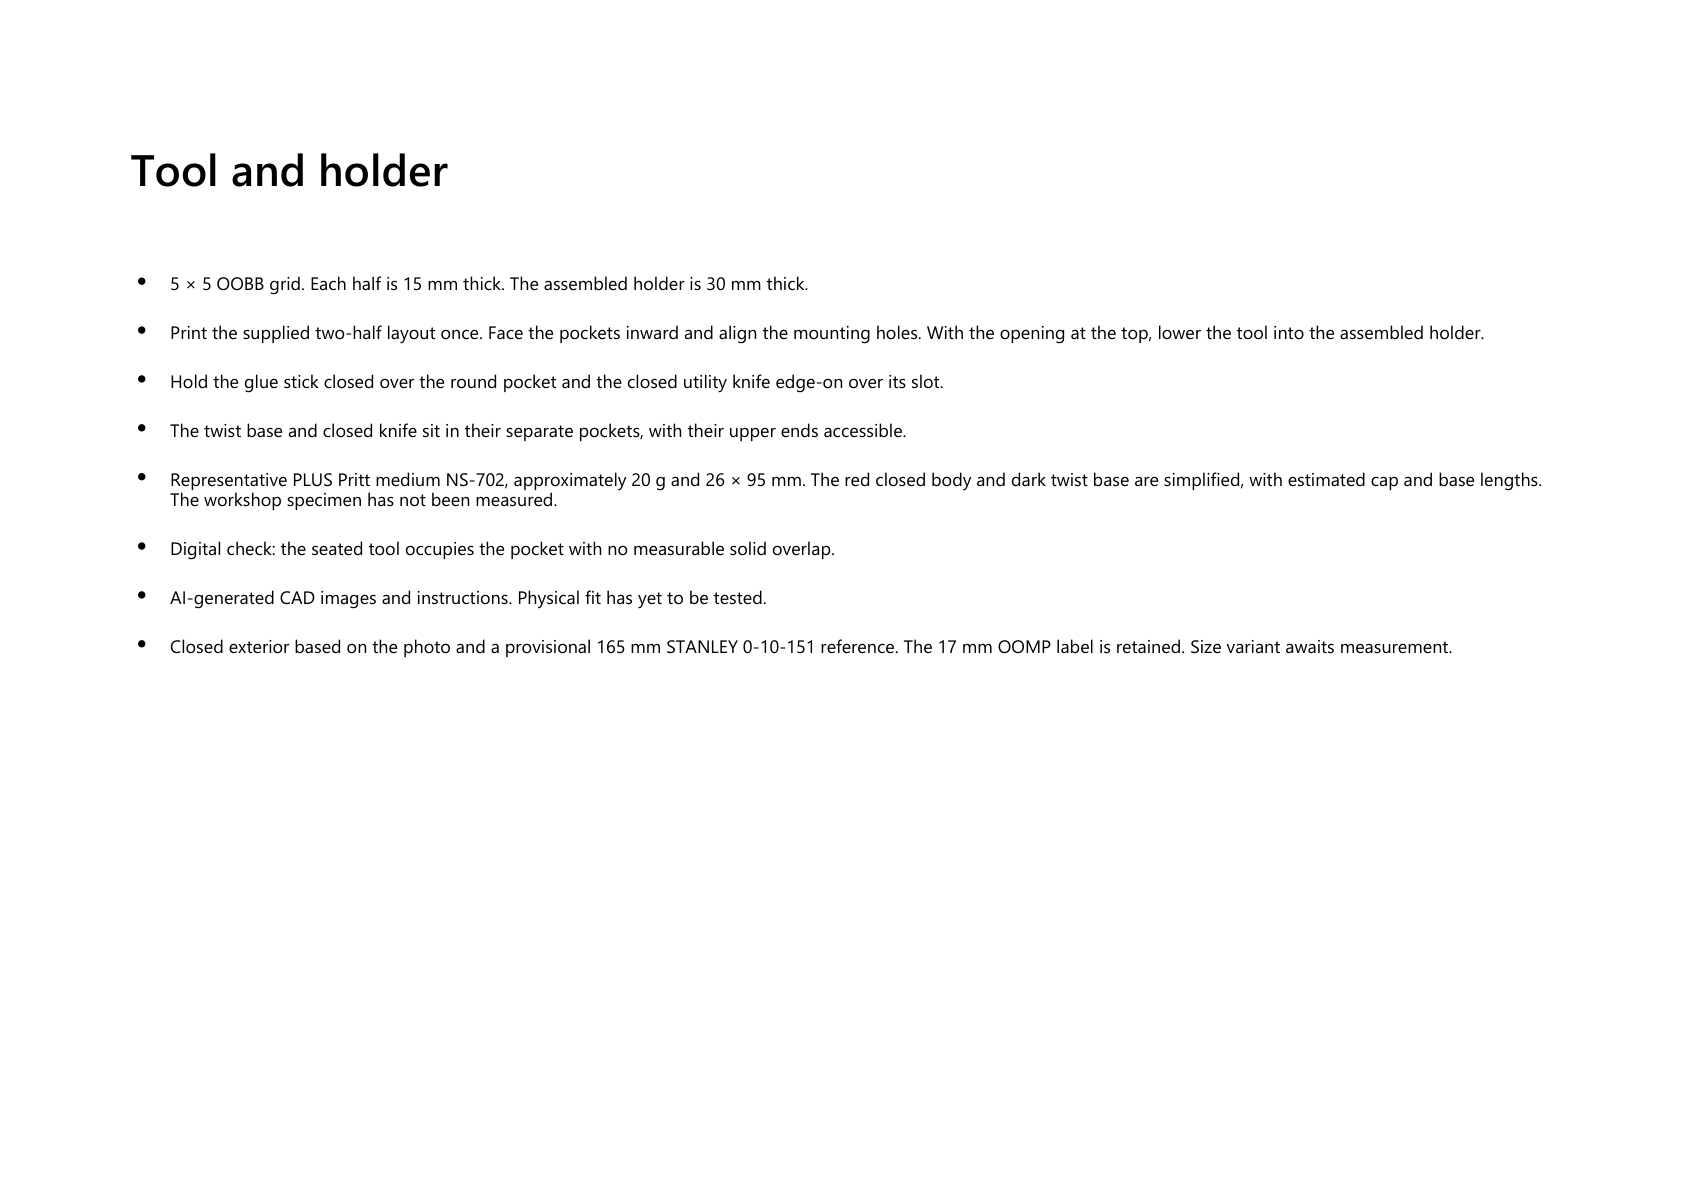 Tool and holder
• 5 × 5 OOBB grid. Each half is 15 mm thick. The assembled holder is 30 mm thick.
• Print the supplied two-half layout once. Face the pockets inward and align the mounting holes. With the opening at the top, lower the tool into the assembled holder.
• Hold the glue stick closed over the round pocket and the closed utility knife edge-on over its slot.
• The twist base and closed knife sit in their separate pockets, with their upper ends accessible.
• Representative PLUS Pritt medium NS-702, approximately 20 g and 26 × 95 mm. The red closed body and dark twist base are simplified, with estimated cap and base lengths.
The workshop specimen has not been measured.
• Digital check: the seated tool occupies the pocket with no measurable solid overlap.
• AI-generated CAD images and instructions. Physical fit has yet to be tested.
• Closed exterior based on the photo and a provisional 165 mm STANLEY 0-10-151 reference. The 17 mm OOMP label is retained. Size variant awaits measurement.